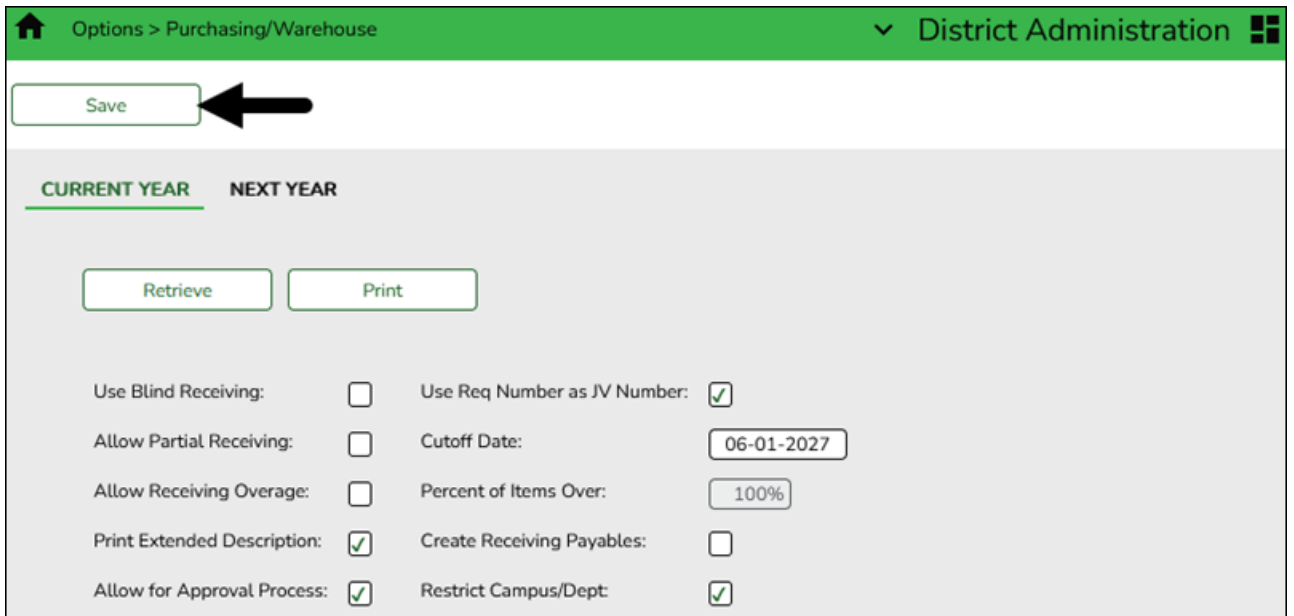 Options > Purchasing/Warehouse District Administration
Save
CURRENT YEAR NEXT YEAR
Retrieve Print
Use Blind Receiving: Use Req Number as JV Number:
Allow Partial Receiving: Cutoff Date: 06-01-2027
Allow Receiving Overage: Percent of Items Over: 100%
Print Extended Description: Create Receiving Payables:
Allow for Approval Process: Restrict Campus/Dept: